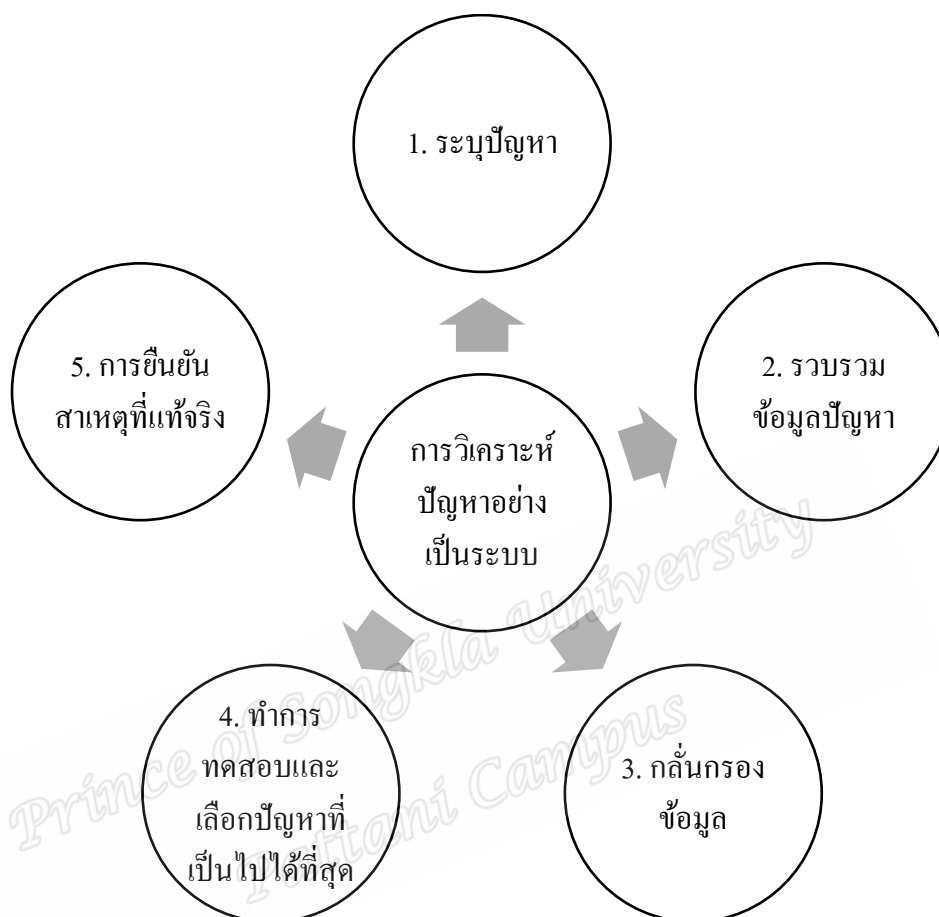 1. ระบุปัญหา
2. รวบรวม
ข้อมูลปัญหา
3. กลั่นกรอง
ข้อมูล
4. ทำการ
ทดสอบและ
เลือกปัญหาที่
เป็นไปได้ที่สุด
5. การยืนยัน
สาเหตุที่แท้จริง
การวิเคราะห์
ปัญหาอย่าง
เป็นระบบ
Prince of Songkla University
Pattani Campus